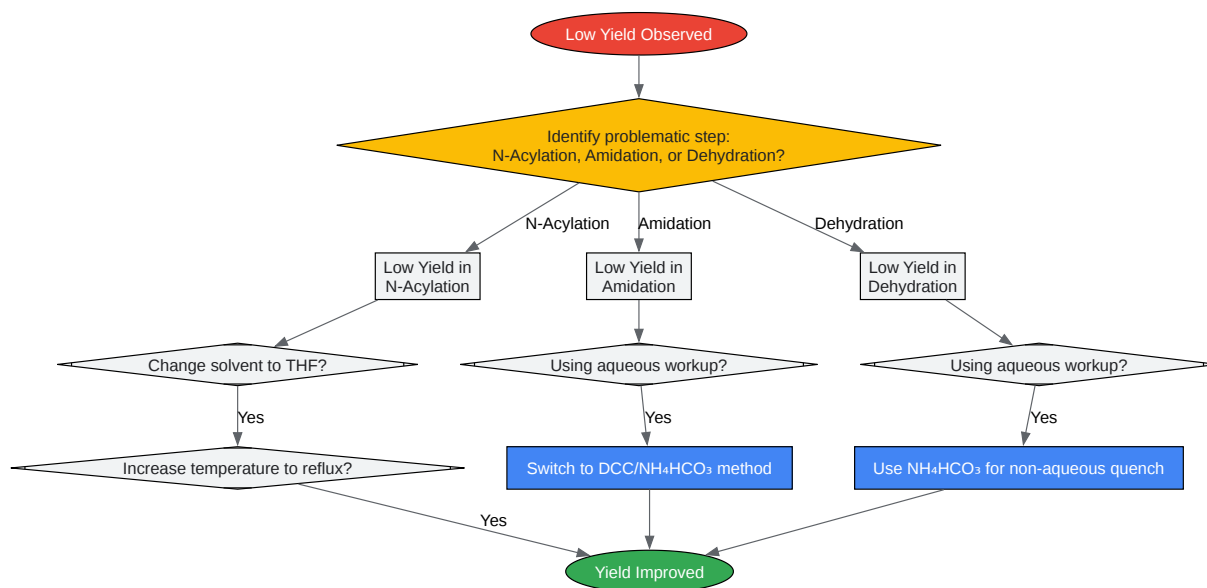 Low Yield Observed
Identify problematic step:
N-Acylation, Amidation, or Dehydration?
N-Acylation
Amidation
Dehydration
Low Yield in
N-Acylation
Low Yield in
Amidation
Low Yield in
Dehydration
Change solvent to THF?
Using aqueous workup?
Using aqueous workup?
Yes
Yes
Yes
Increase temperature to reflux?
Switch to DCC/NH₄HCO₃ method
Use NH₄HCO₃ for non-aqueous quench
Yes
Yield Improved